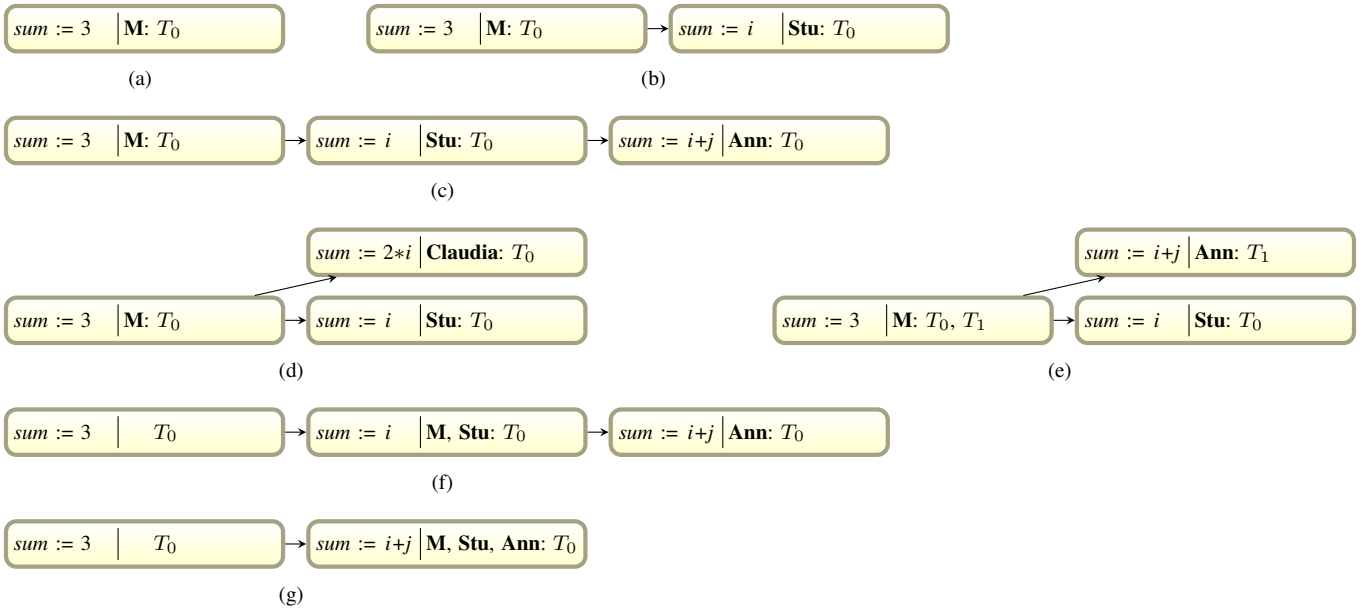 sum := 3 M: T0 sum := 3 M: T0 sum := i Stu: T0
(a) (b)
sum := 3 M: T0 sum := i Stu: T0 sum := i+j Ann: T0
(c)
sum := 2*i Claudia: T0 sum := i+j Ann: T1
sum := 3 M: T0 sum := i Stu: T0 sum := 3 M: T0, T1 sum := i Stu: T0
(d) (e)
sum := 3 T0 sum := i M, Stu: T0 sum := i+j Ann: T0
(f)
sum := 3 T0 sum := i+j M, Stu, Ann: T0
(g)